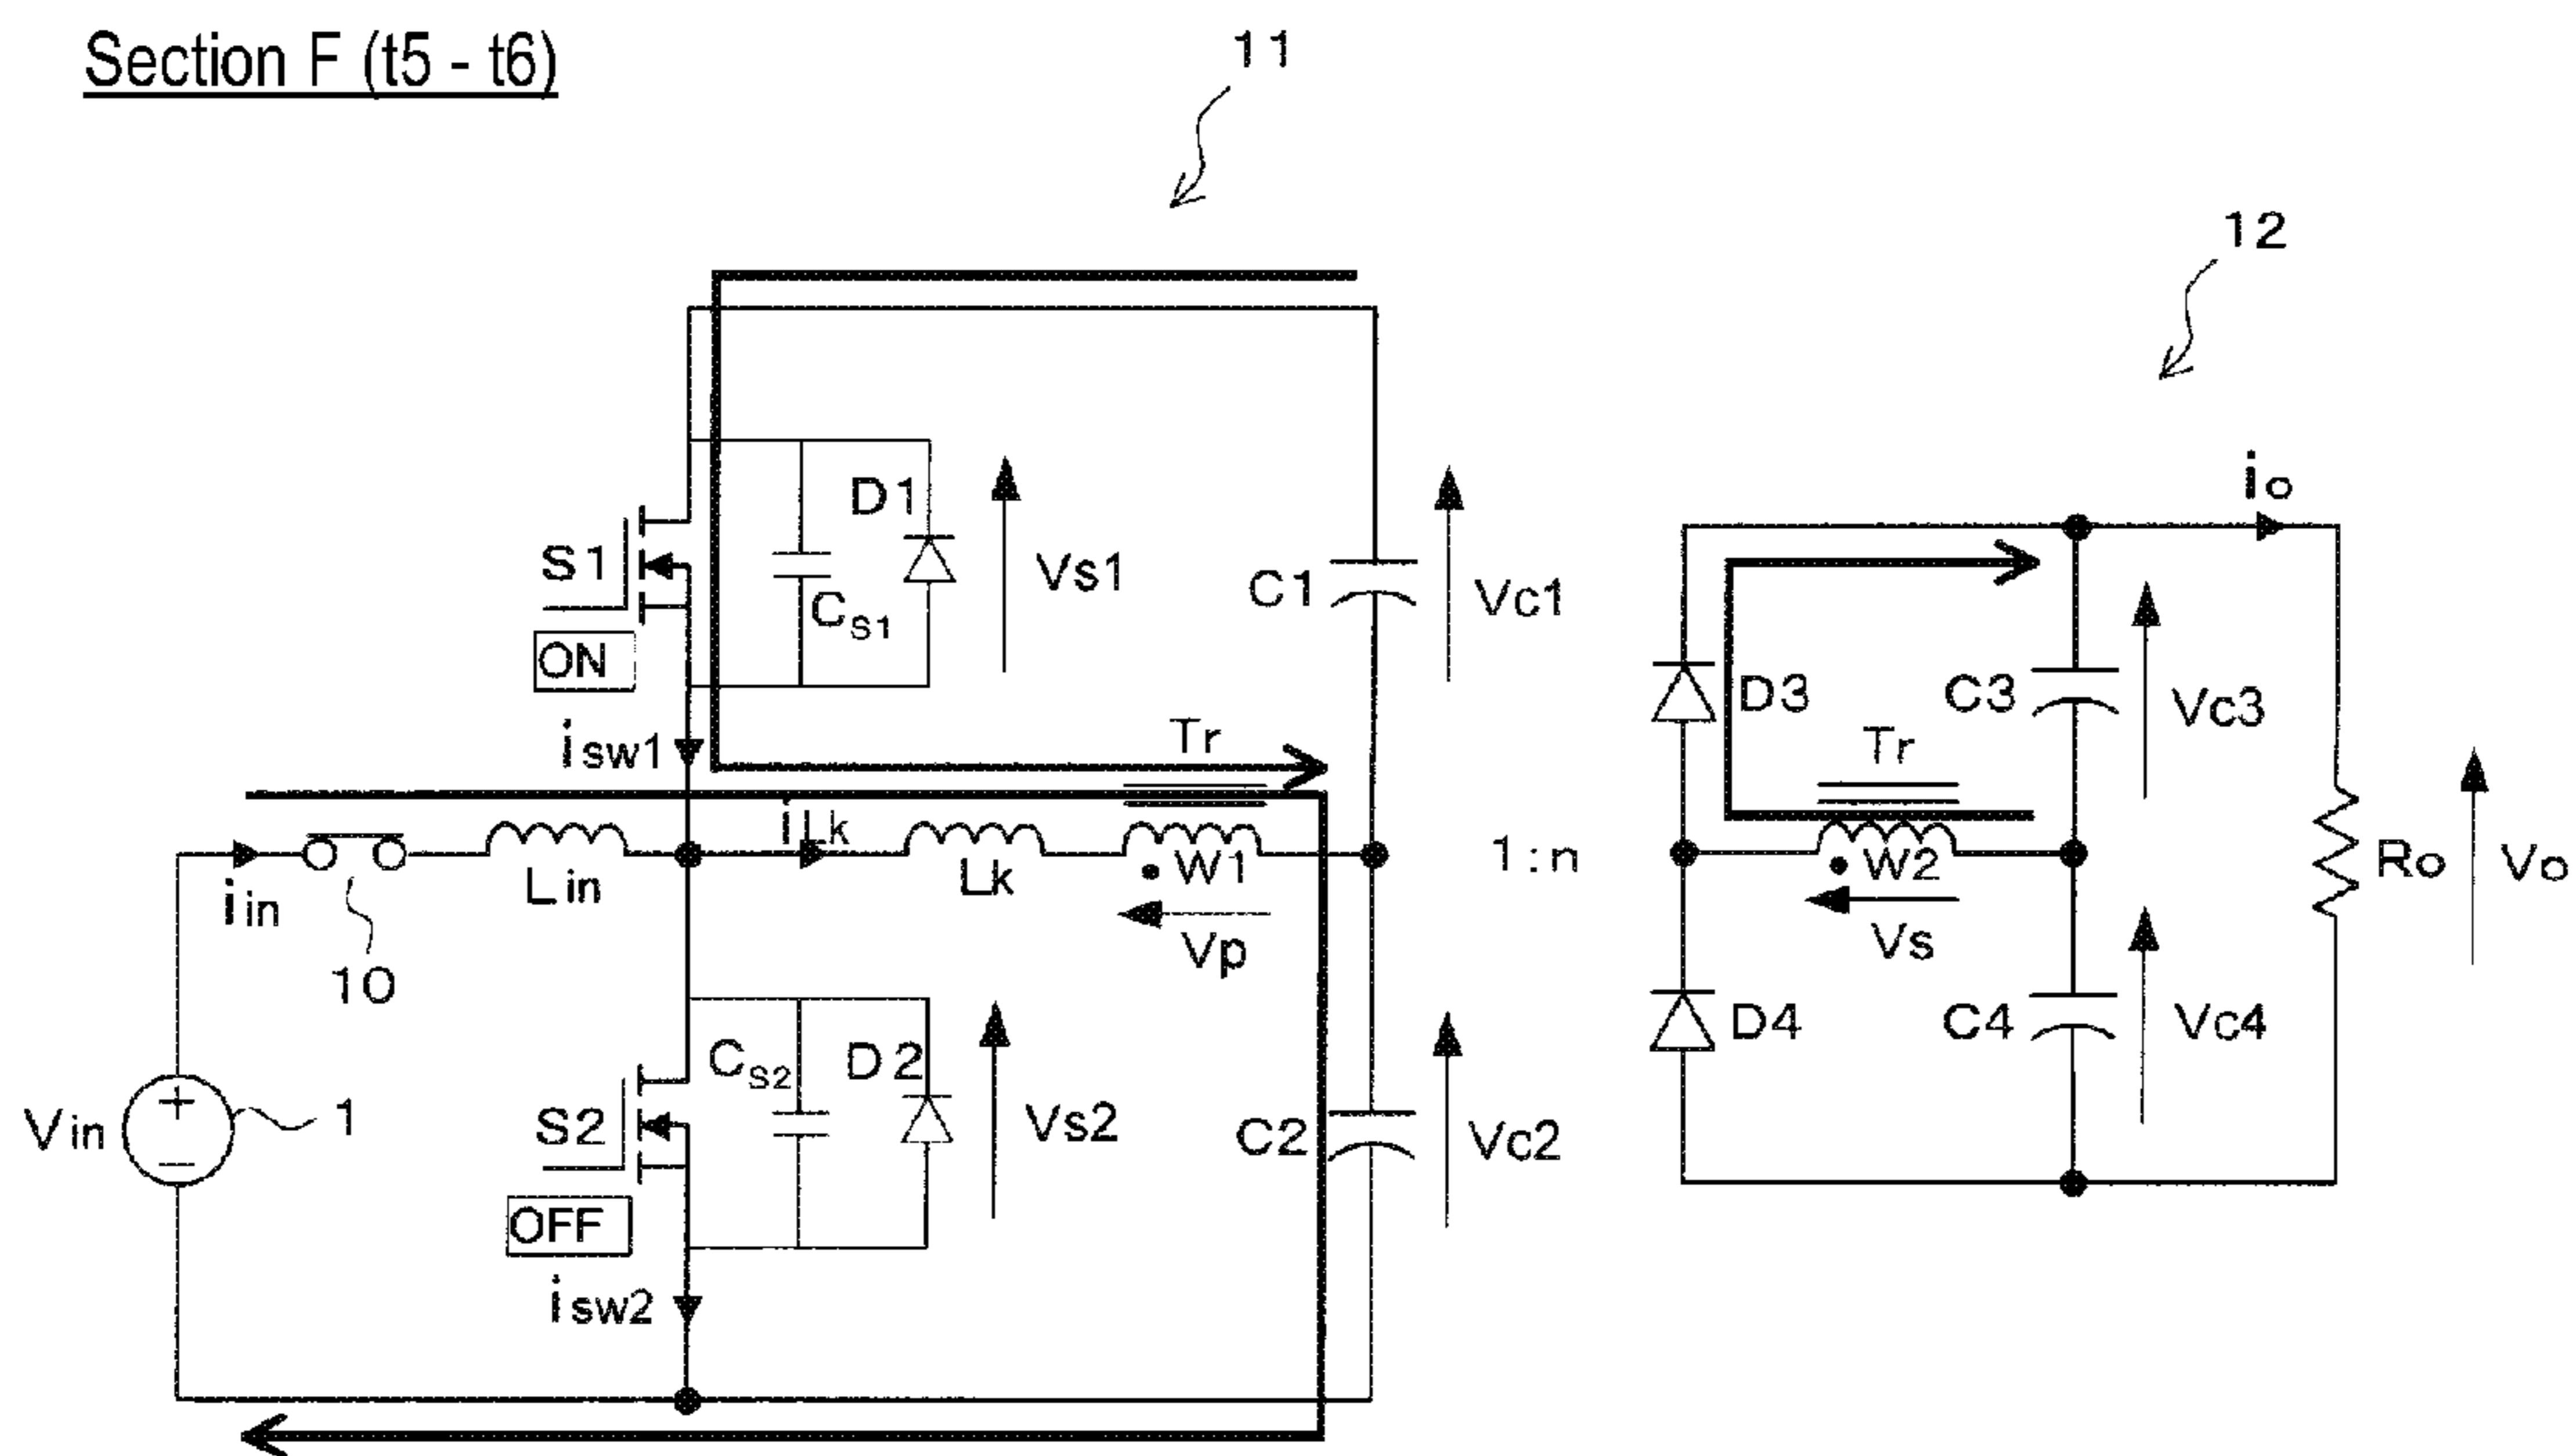 Section F (t5 - t6)
11
12
io
D1
S1
Vs1
C1
Vc1
CS1
ON
D3
C3
Vc3
isw1
Tr
Tr
iLk
1:n
iin
Lin
Lk
W1
W2
Ro
Vo
Vp
Vs
10
Vin
1
S2
CS2
D2
Vs2
C2
Vc2
D4
C4
Vc4
OFF
isw2